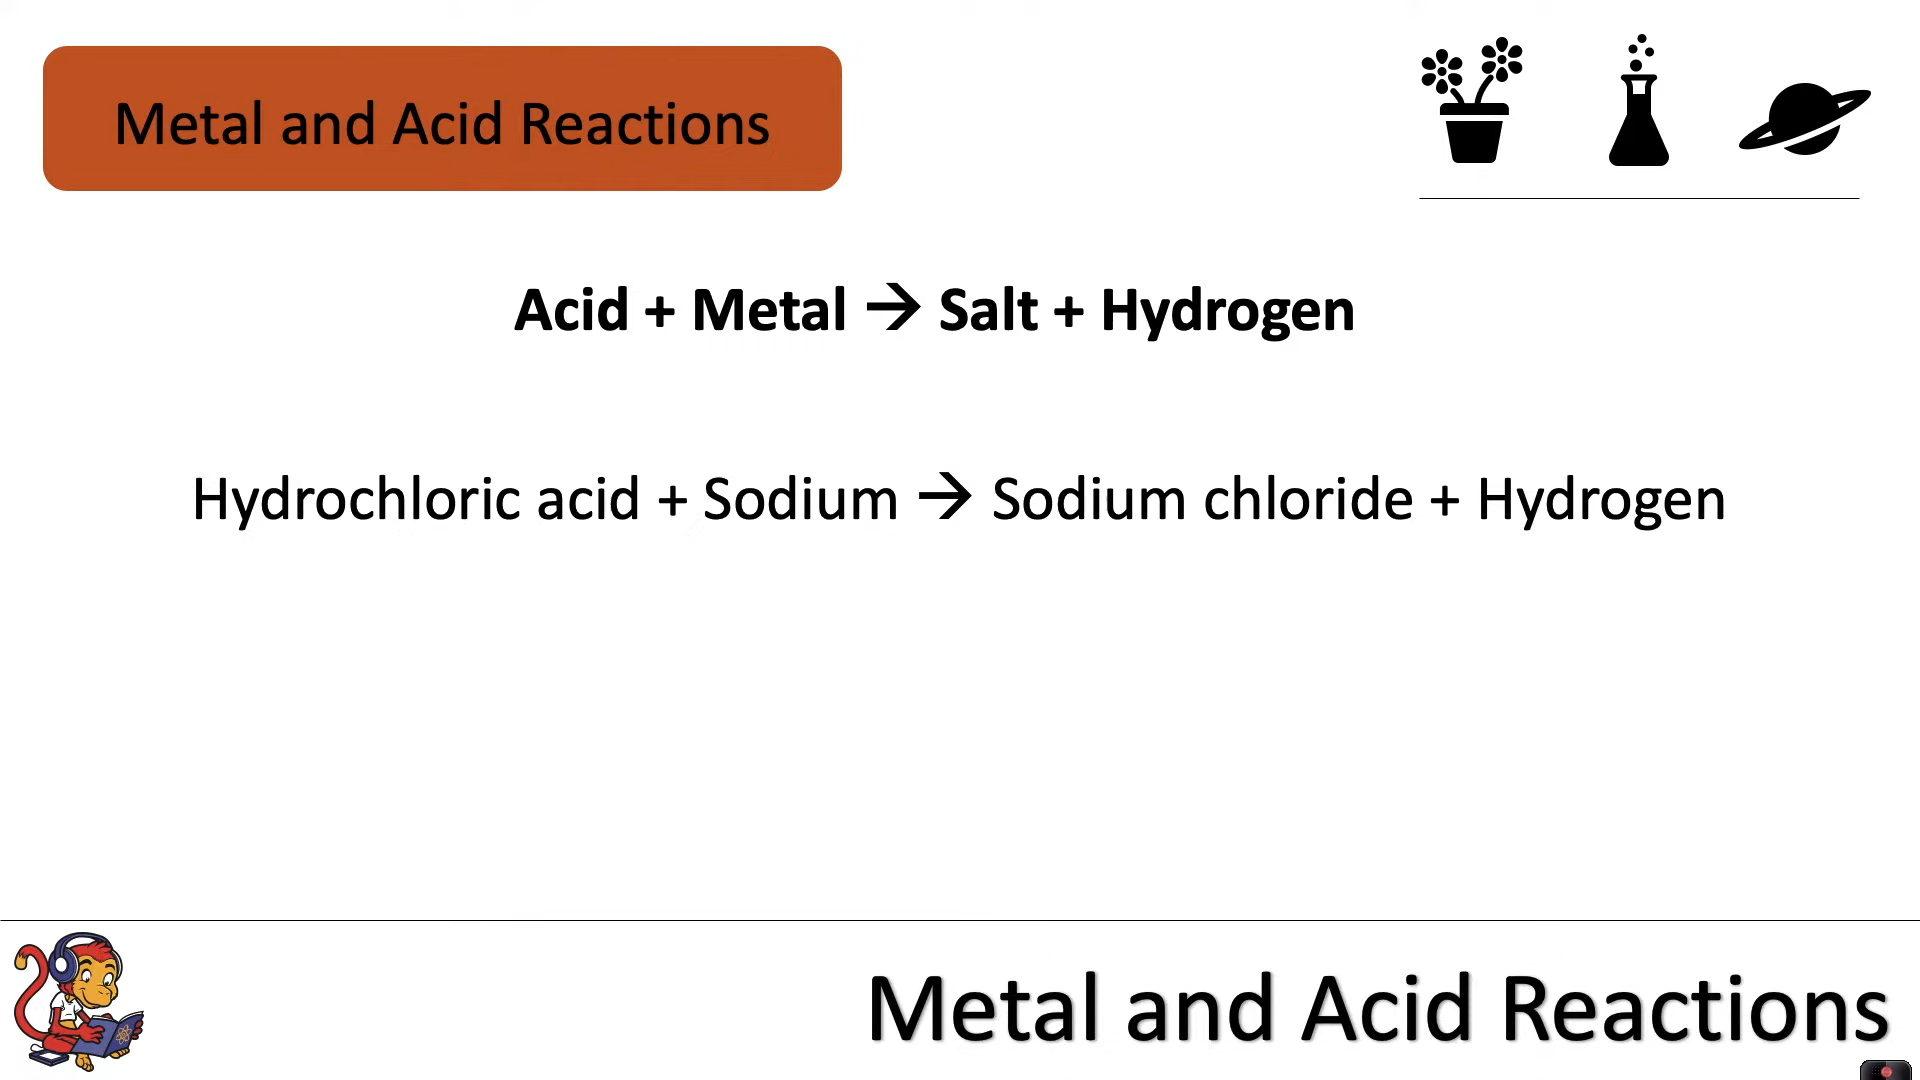 Metal and Acid Reactions
Acid + Metal → Salt + Hydrogen
Hydrochloric acid + Sodium → Sodium chloride + Hydrogen
Metal and Acid Reactions